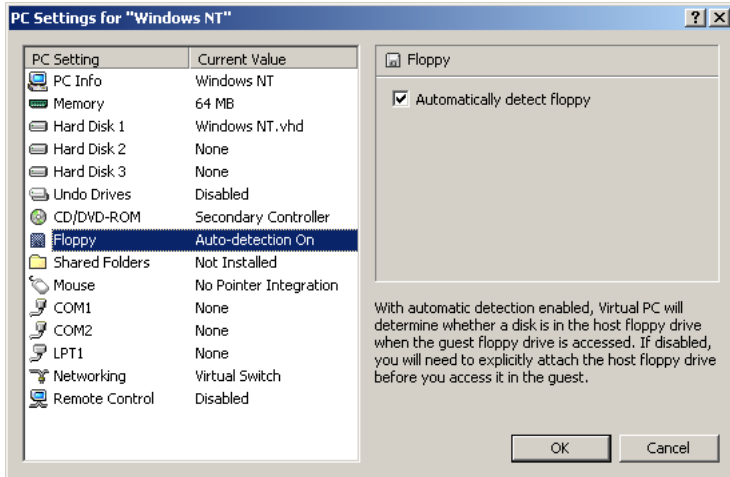 PC Settings for "Windows NT"
PC Setting Current Value
PC Info Windows NT
Memory 64 MB
Hard Disk 1 Windows NT.vhd
Hard Disk 2 None
Hard Disk 3 None
Undo Drives Disabled
CD/DVD-ROM Secondary Controller
Floppy Auto-detection On
Shared Folders Not Installed
Mouse No Pointer Integration
COM1 None
COM2 None
LPT1 None
Networking Virtual Switch
Remote Control Disabled
Floppy
Automatically detect floppy
With automatic detection enabled, Virtual PC will
determine whether a disk is in the host floppy drive
when the guest floppy drive is accessed. If disabled,
you will need to explicitly attach the host floppy drive
before you access it in the guest.
OK Cancel